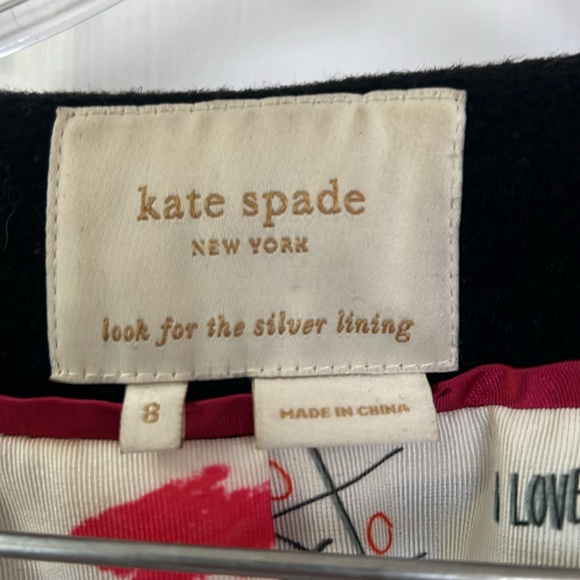 kate spade
NEW YORK
look for the silver lining
8
MADE IN CHINA
I LOVE